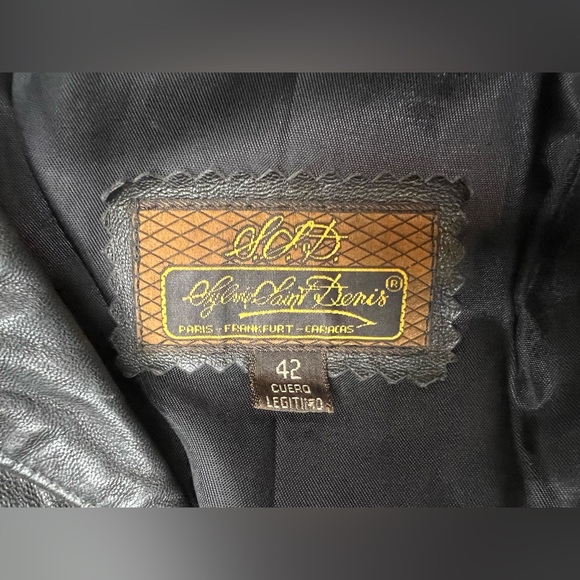 S.S.D.
Sylvie Saint Denis ®
PARIS - FRANKFURT - CARACAS
42
CUERO
LEGITIMO